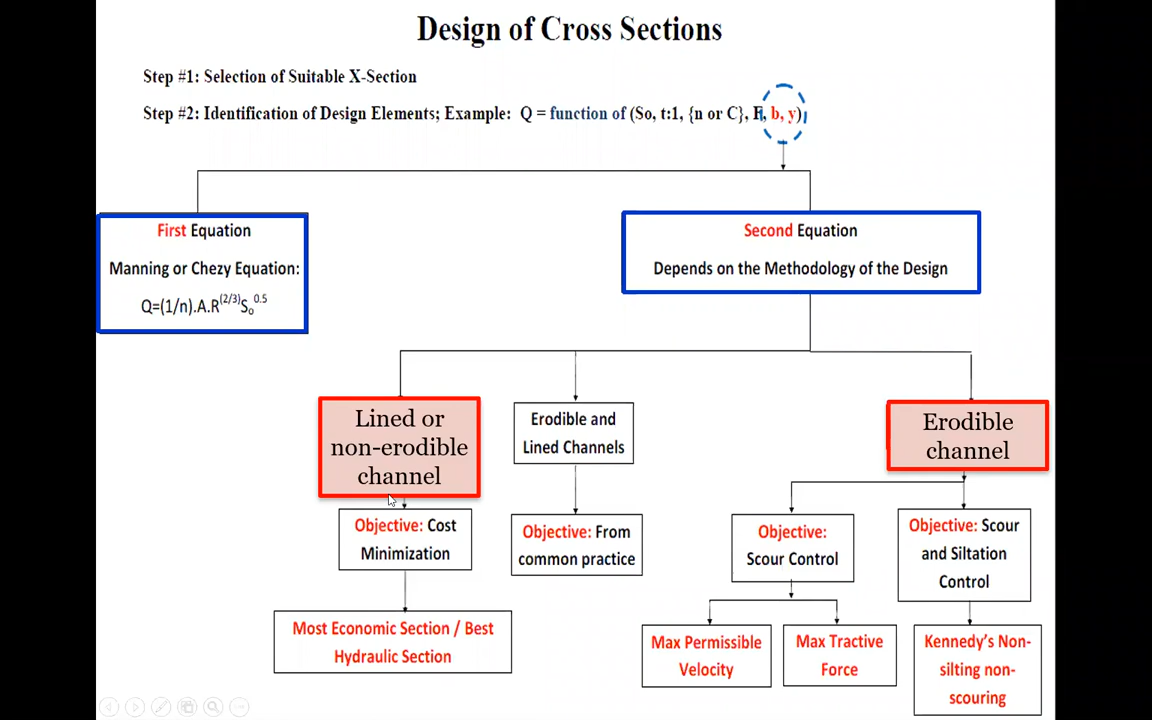 Design of Cross Sections
Step #1: Selection of Suitable X-Section
Step #2: Identification of Design Elements; Example: Q = function of (So, t:1, {n or C}, F, b, y)
First Equation
Manning or Chezy Equation:
Q=(1/n).A.R^(2/3)S_o^0.5
Second Equation
Depends on the Methodology of the Design
Lined or
non-erodible
channel
Objective: Cost
Minimization
Most Economic Section / Best
Hydraulic Section
Erodible and
Lined Channels
Objective: From
common practice
Erodible
channel
Objective:
Scour Control
Max Permissible
Velocity
Max Tractive
Force
Objective: Scour
and Siltation
Control
Kennedy's Non-
silting non-
scouring